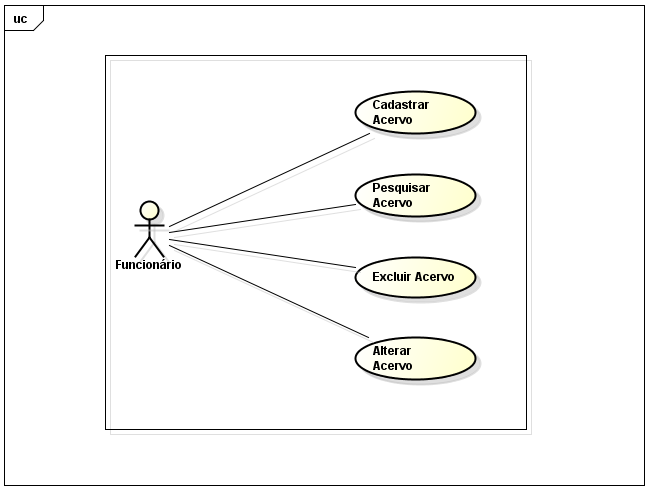 uc
Cadastrar
Acervo
Pesquisar
Acervo
Funcionário
Excluir Acervo
Alterar
Acervo